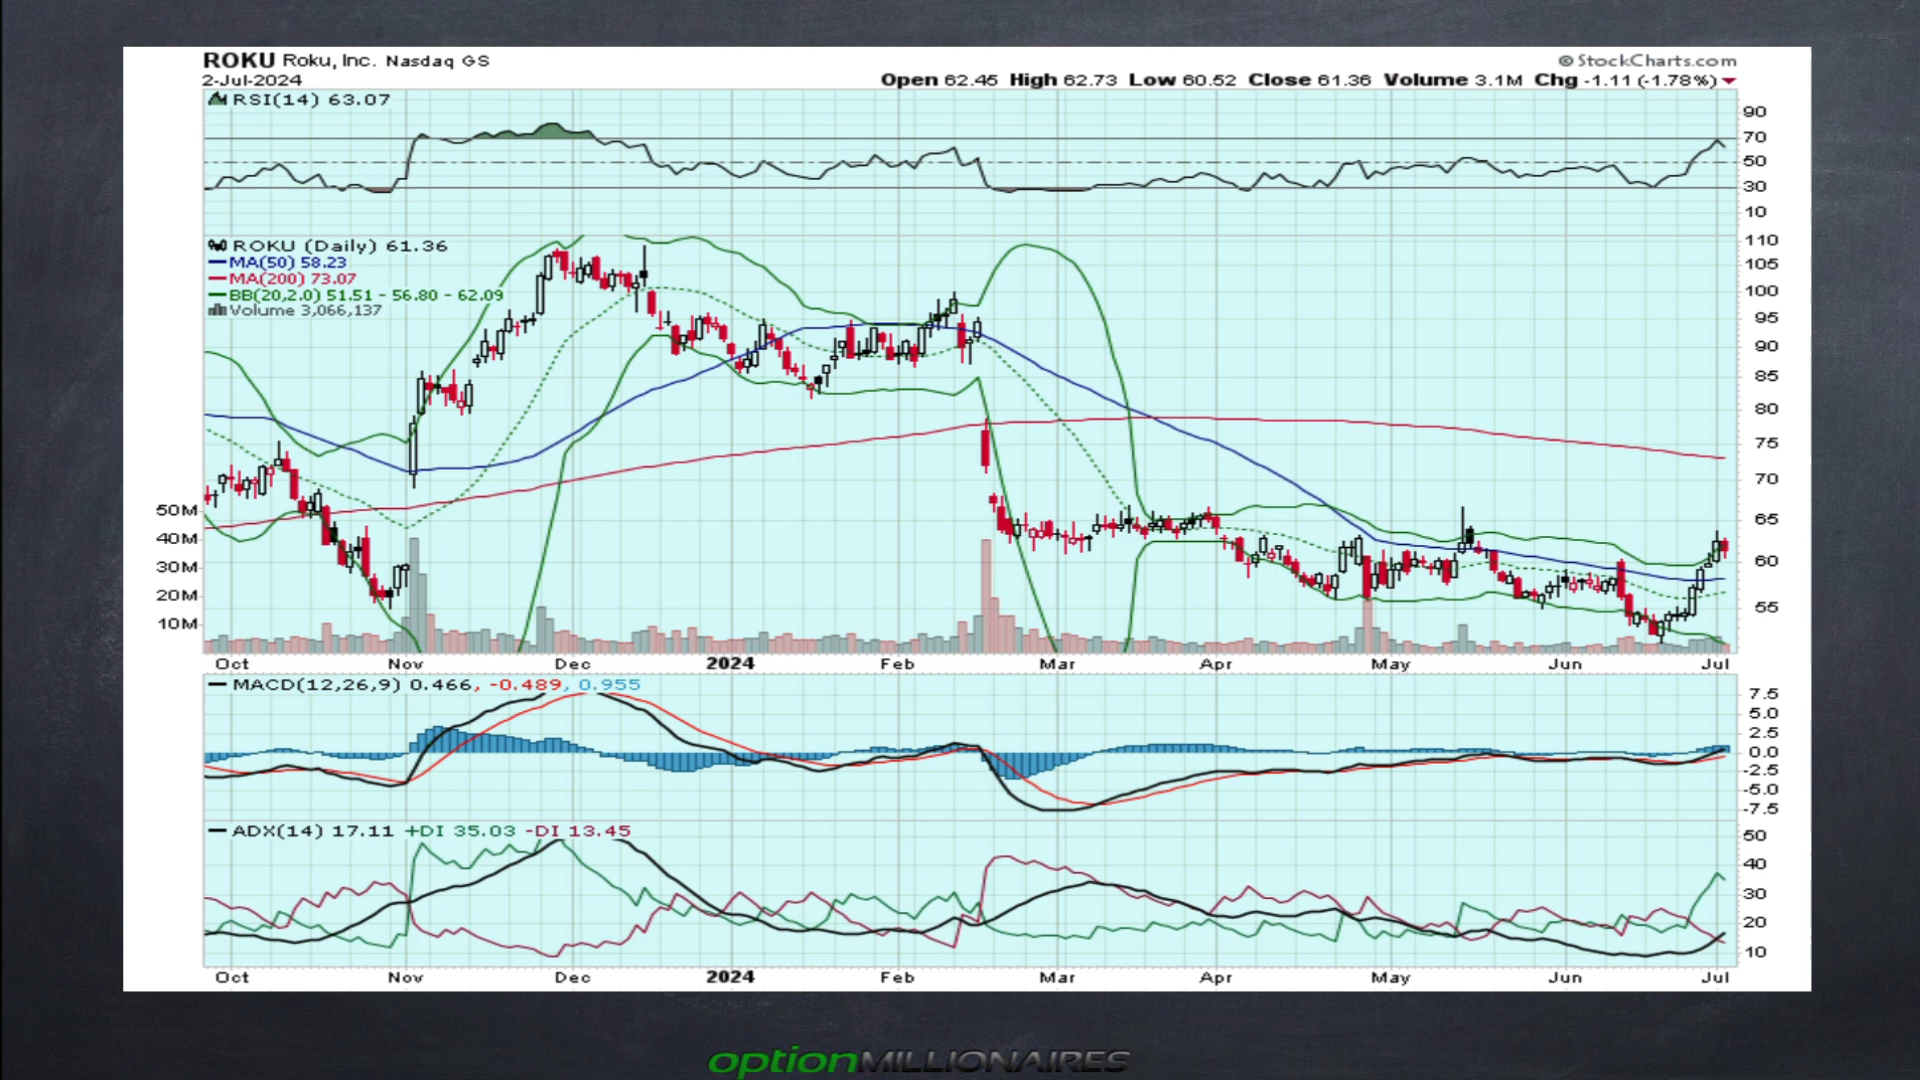 ROKU Roku, Inc. Nasdaq GS
© StockCharts.com
2-Jul-2024
Open 62.45 High 62.73 Low 60.52 Close 61.36 Volume 3.1M Chg -1.11 (-1.78%)
RSI(14) 63.07
90
70
50
30
10
ROKU (Daily) 61.36
MA(50) 58.23
MA(200) 73.07
BB(20,2.0) 51.51 - 56.80 - 62.09
Volume 3,066,137
110
105
100
95
90
85
80
75
70
65
60
55
50M
40M
30M
20M
10M
Oct Nov Dec 2024 Feb Mar Apr May Jun Jul
MACD(12,26,9) 0.466, -0.489, 0.955
7.5
5.0
2.5
0.0
-2.5
-5.0
-7.5
ADX(14) 17.11 +DI 35.03 -DI 13.45
50
40
30
20
10
Oct Nov Dec 2024 Feb Mar Apr May Jun Jul
optionMILLIONAIRES